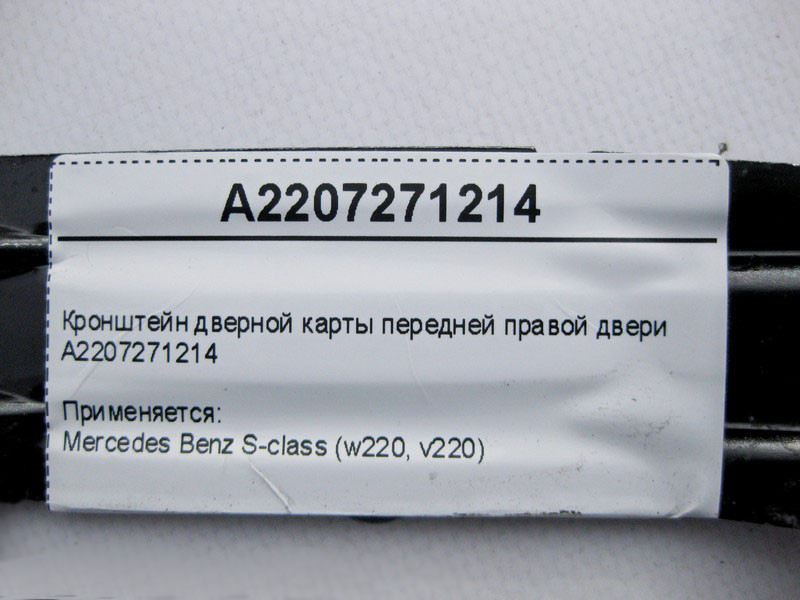 A2207271214
Кронштейн дверной карты передней правой двери
A2207271214
Применяется:
Mercedes Benz S-class (w220, v220)